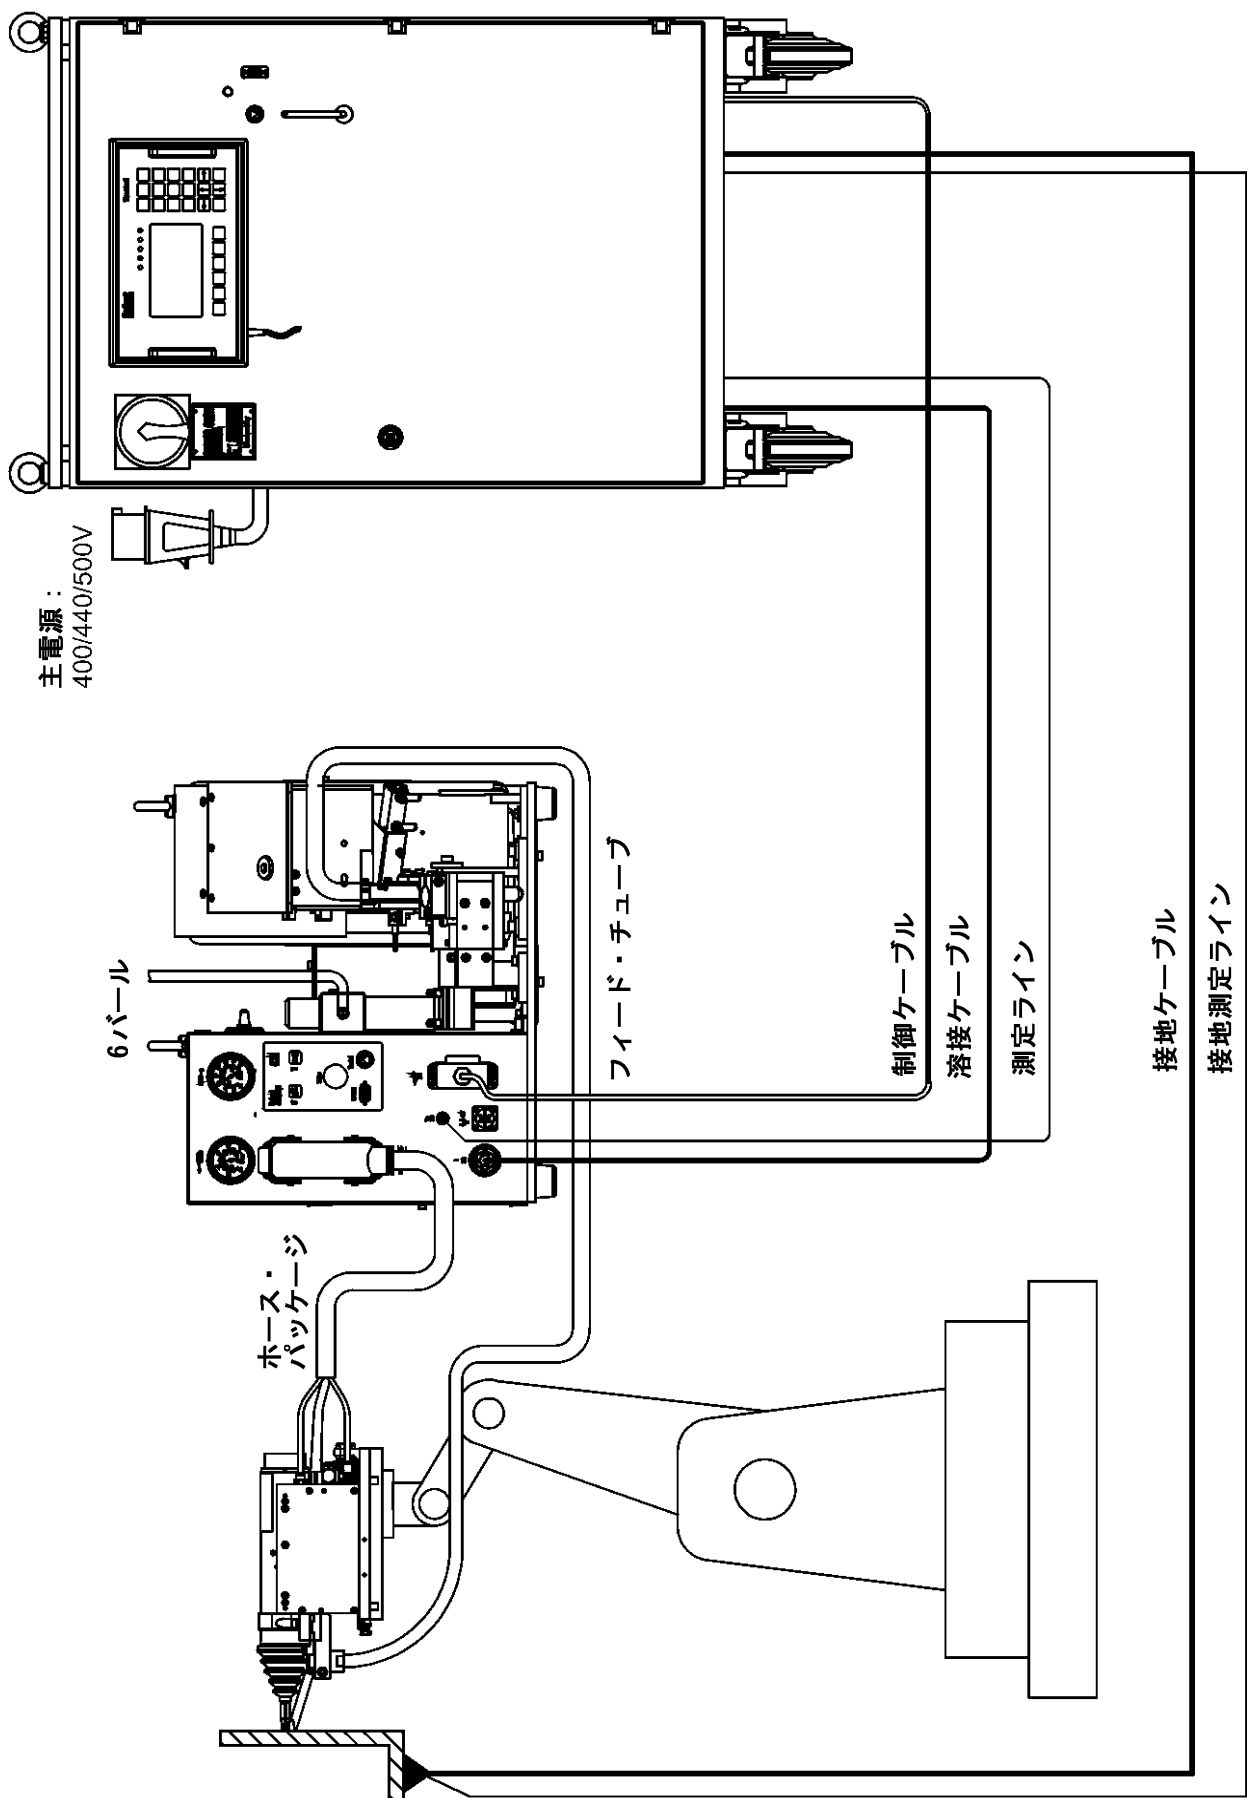 主電源：
400/440/500V
6バール
ホース・
パッケージ
フィード・チューブ
制御ケーブル
溶接ケーブル
測定ライン
接地ケーブル
接地測定ライン